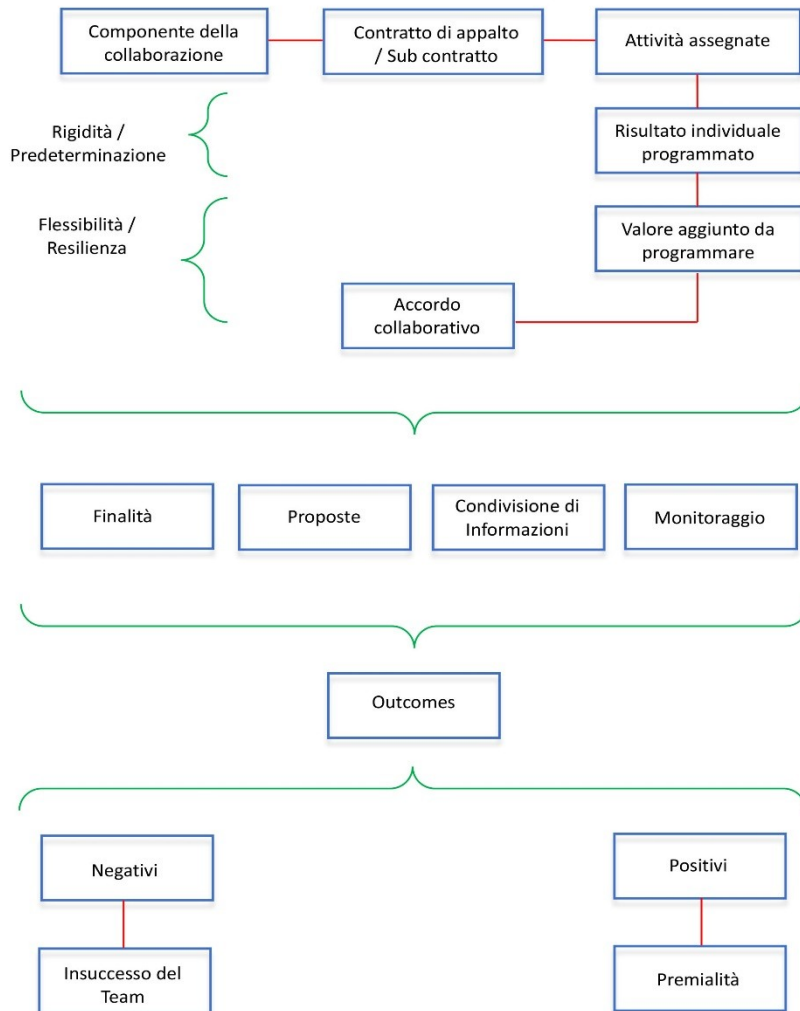 Componente della
collaborazione
Contratto di appalto
/ Sub contratto
Attività assegnate
Rigidità /
Predeterminazione
Risultato individuale
programmato
Flessibilità /
Resilienza
Valore aggiunto da
programmare
Accordo
collaborativo
Finalità
Proposte
Condivisione di
Informazioni
Monitoraggio
Outcomes
Negativi
Positivi
Insuccesso del
Team
Premialità